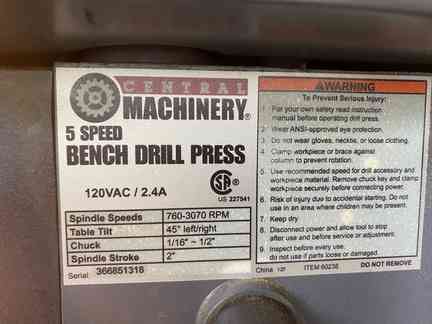 CENTRAL
MACHINERY®
5 SPEED
BENCH DRILL PRESS
120VAC / 2.4A
SA®
US 227541
Spindle Speeds 760-3070 RPM
Table Tilt 45° left/right
Chuck 1/16" ~ 1/2"
Spindle Stroke 2"
Serial 366851318
WARNING
To Prevent Serious Injury:
1 For your own safety read instruction
manual before operating drill press.
2 Wear ANSI-approved eye protection.
3 Do not wear gloves, necktie, or loose clothing.
4 Clamp workpiece or brace against
column to prevent rotation.
5 Use recommended speed for drill accessory and
workpiece material. Remove chuck key and clamp
workpiece securely before connecting power.
6. Risk of injury due to accidental starting. Do not
use in an area where children may be present.
7. Keep dry
8. Disconnect power and allow tool to stop
after use and before service or adjustment.
9. Inspect before every use.
do not use if parts loose or damaged.
China ITEM 60238 DO NOT REMOVE